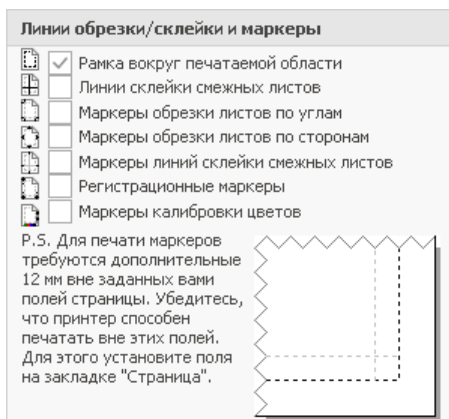 Линии обрезки/склейки и маркеры
Рамка вокруг печатаемой области
Линии склейки смежных листов
Маркеры обрезки листов по углам
Маркеры обрезки листов по сторонам
Маркеры линий склейки смежных листов
Регистрационные маркеры
Маркеры калибровки цветов
P.S. Для печати маркеров
требуются дополнительные
12 мм вне заданных вами
полей страницы. Убедитесь,
что принтер способен
печатать вне этих полей.
Для этого установите поля
на закладке "Страница".